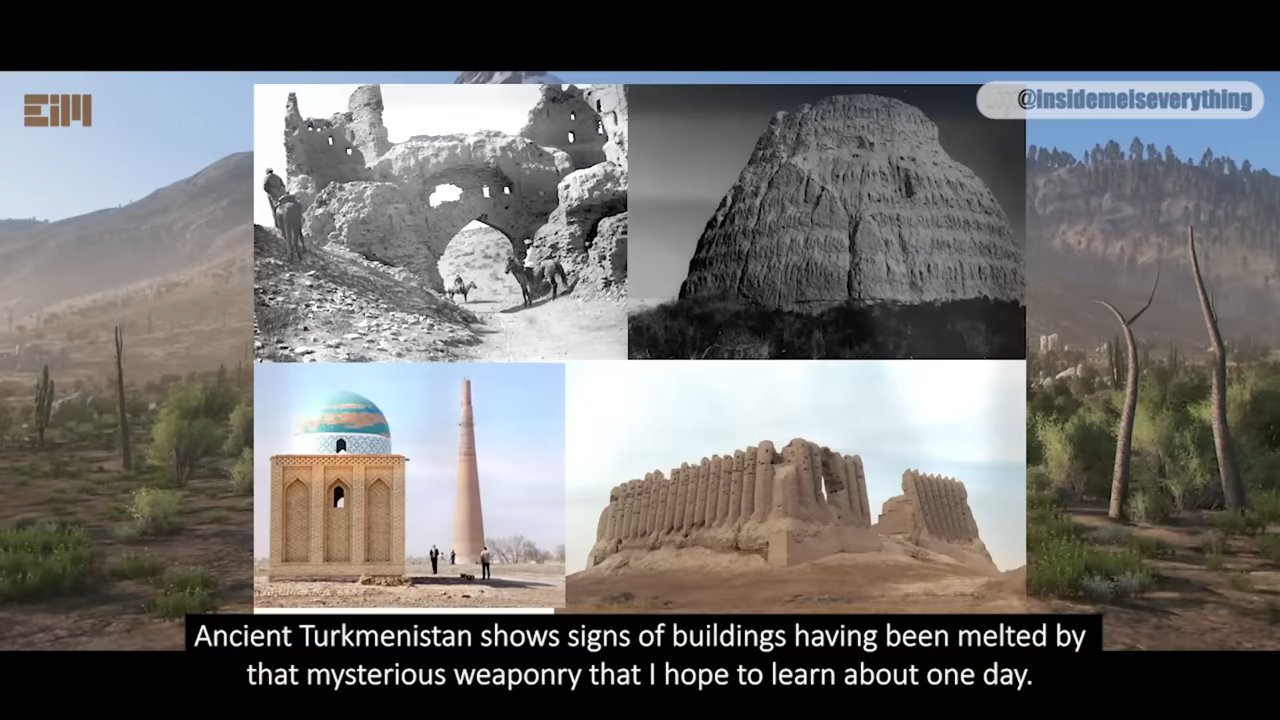 EiM
@insidemeiseverything
Ancient Turkmenistan shows signs of buildings having been melted by
that mysterious weaponry that I hope to learn about one day.